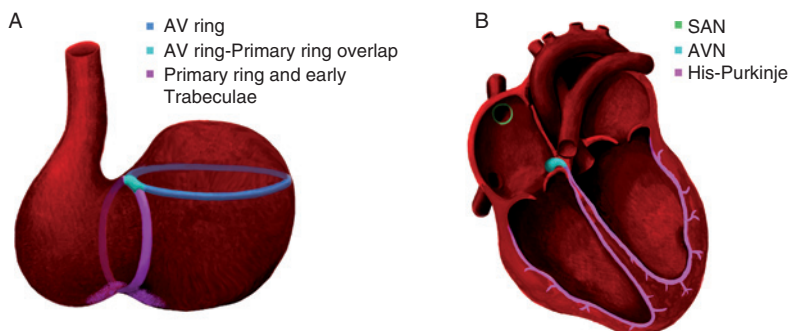 A
AV ring
AV ring-Primary ring overlap
Primary ring and early
Trabeculae
B
SAN
AVN
His-Purkinje